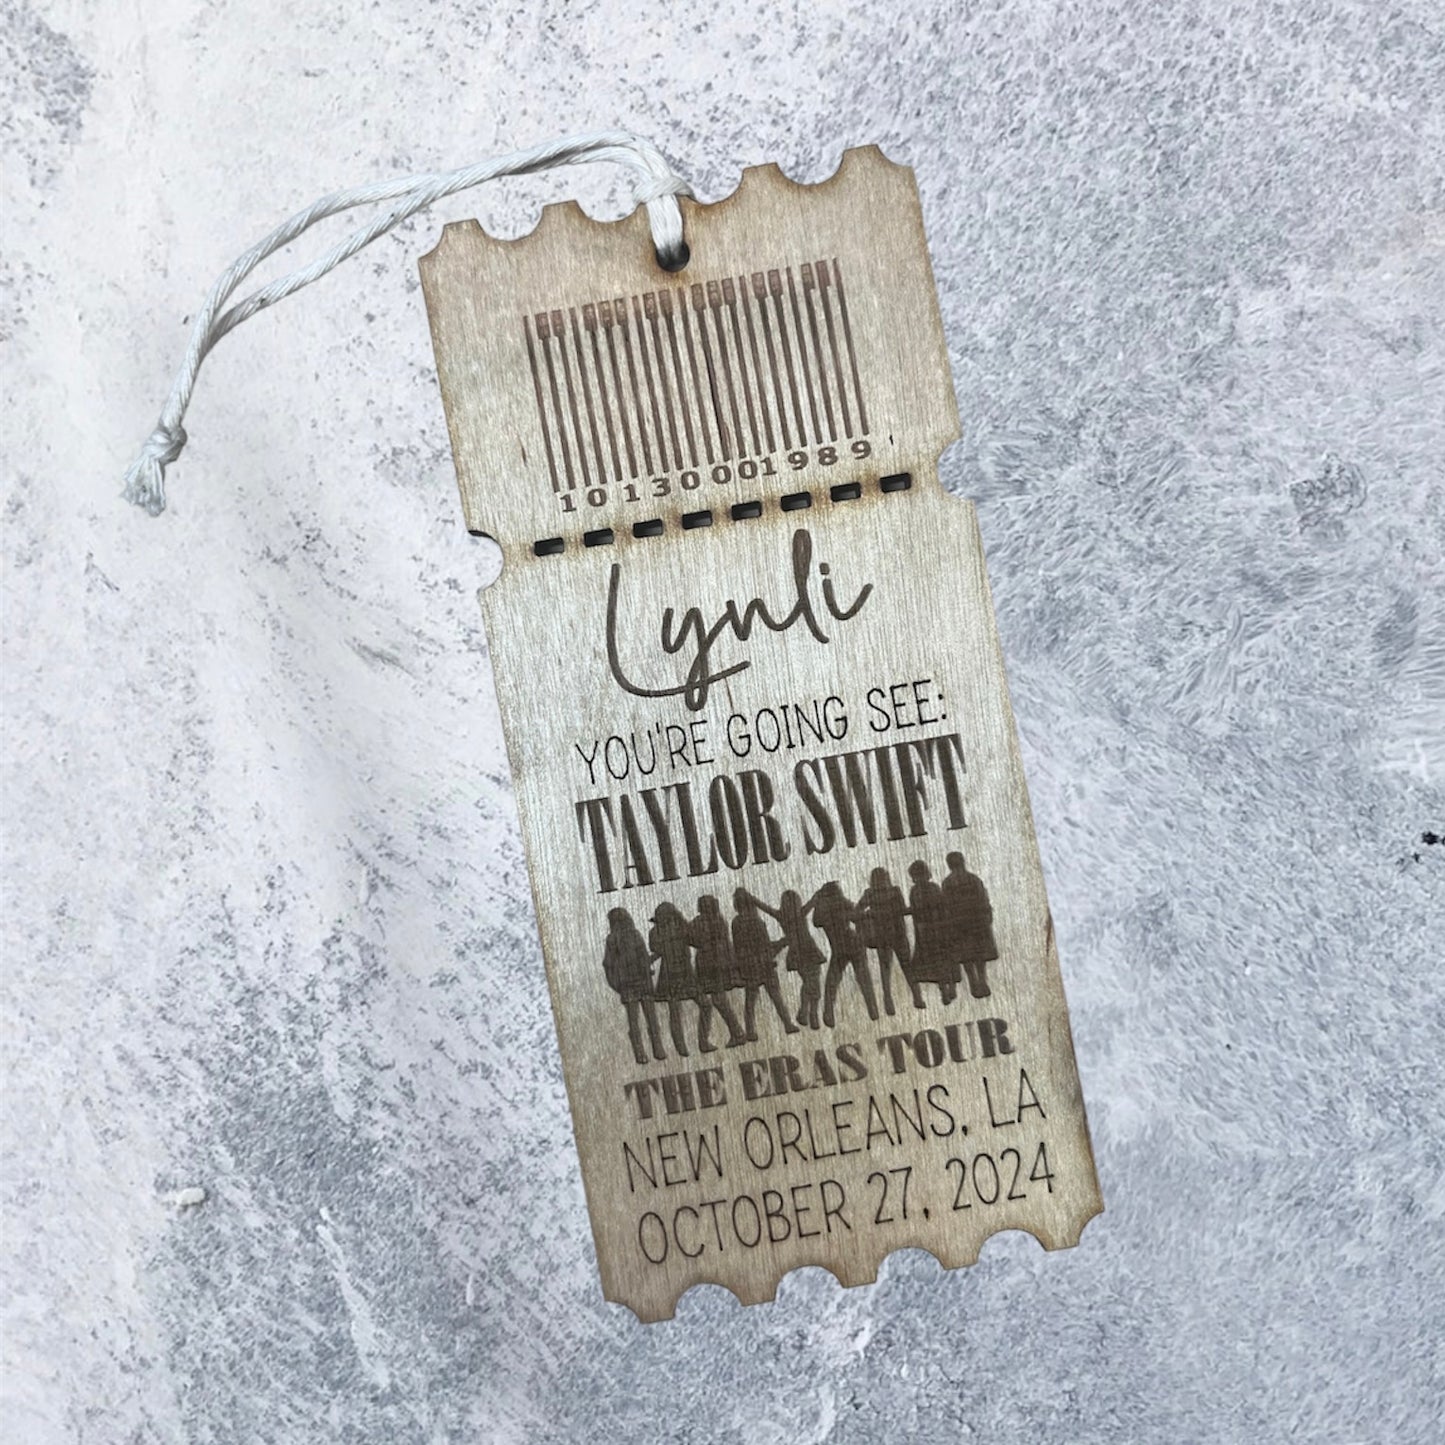 10130001989
Lynli
YOU'RE GOING SEE:
TAYLOR SWIFT
THE ERAS TOUR
NEW ORLEANS, LA
OCTOBER 27, 2024